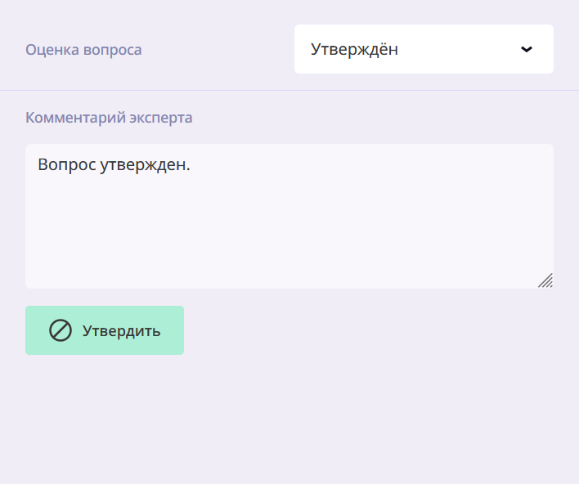 Оценка вопроса
Утверждён
Комментарий эксперта
Вопрос утвержден.
Утвердить